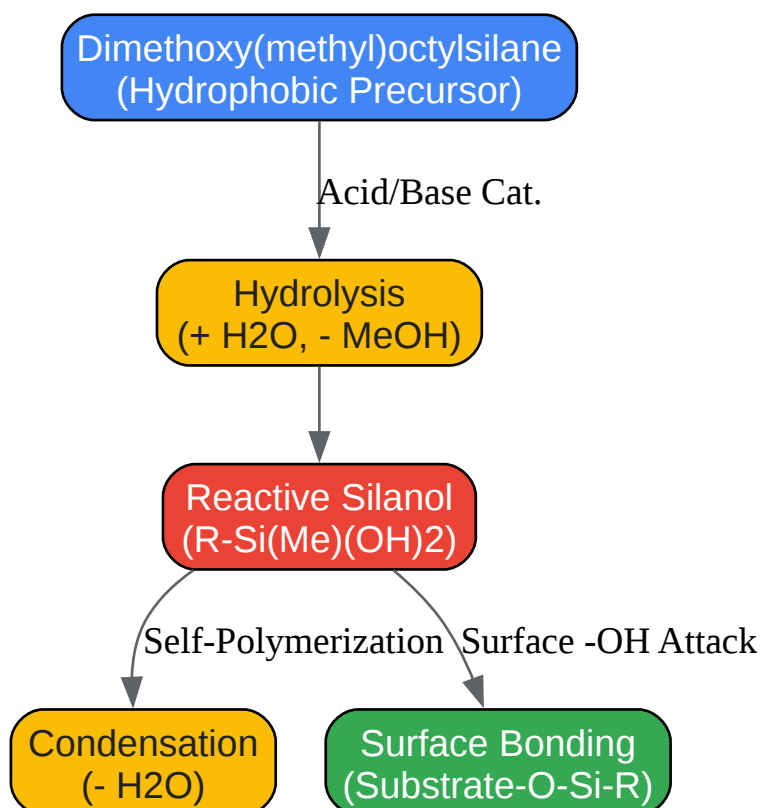 Dimethoxy(methyl)octylsilane
(Hydrophobic Precursor)
Acid/Base Cat.
Hydrolysis
(+ H2O, - MeOH)
Reactive Silanol
(R-Si(Me)(OH)2)
Self-Polymerization
Surface -OH Attack
Condensation
(- H2O)
Surface Bonding
(Substrate-O-Si-R)